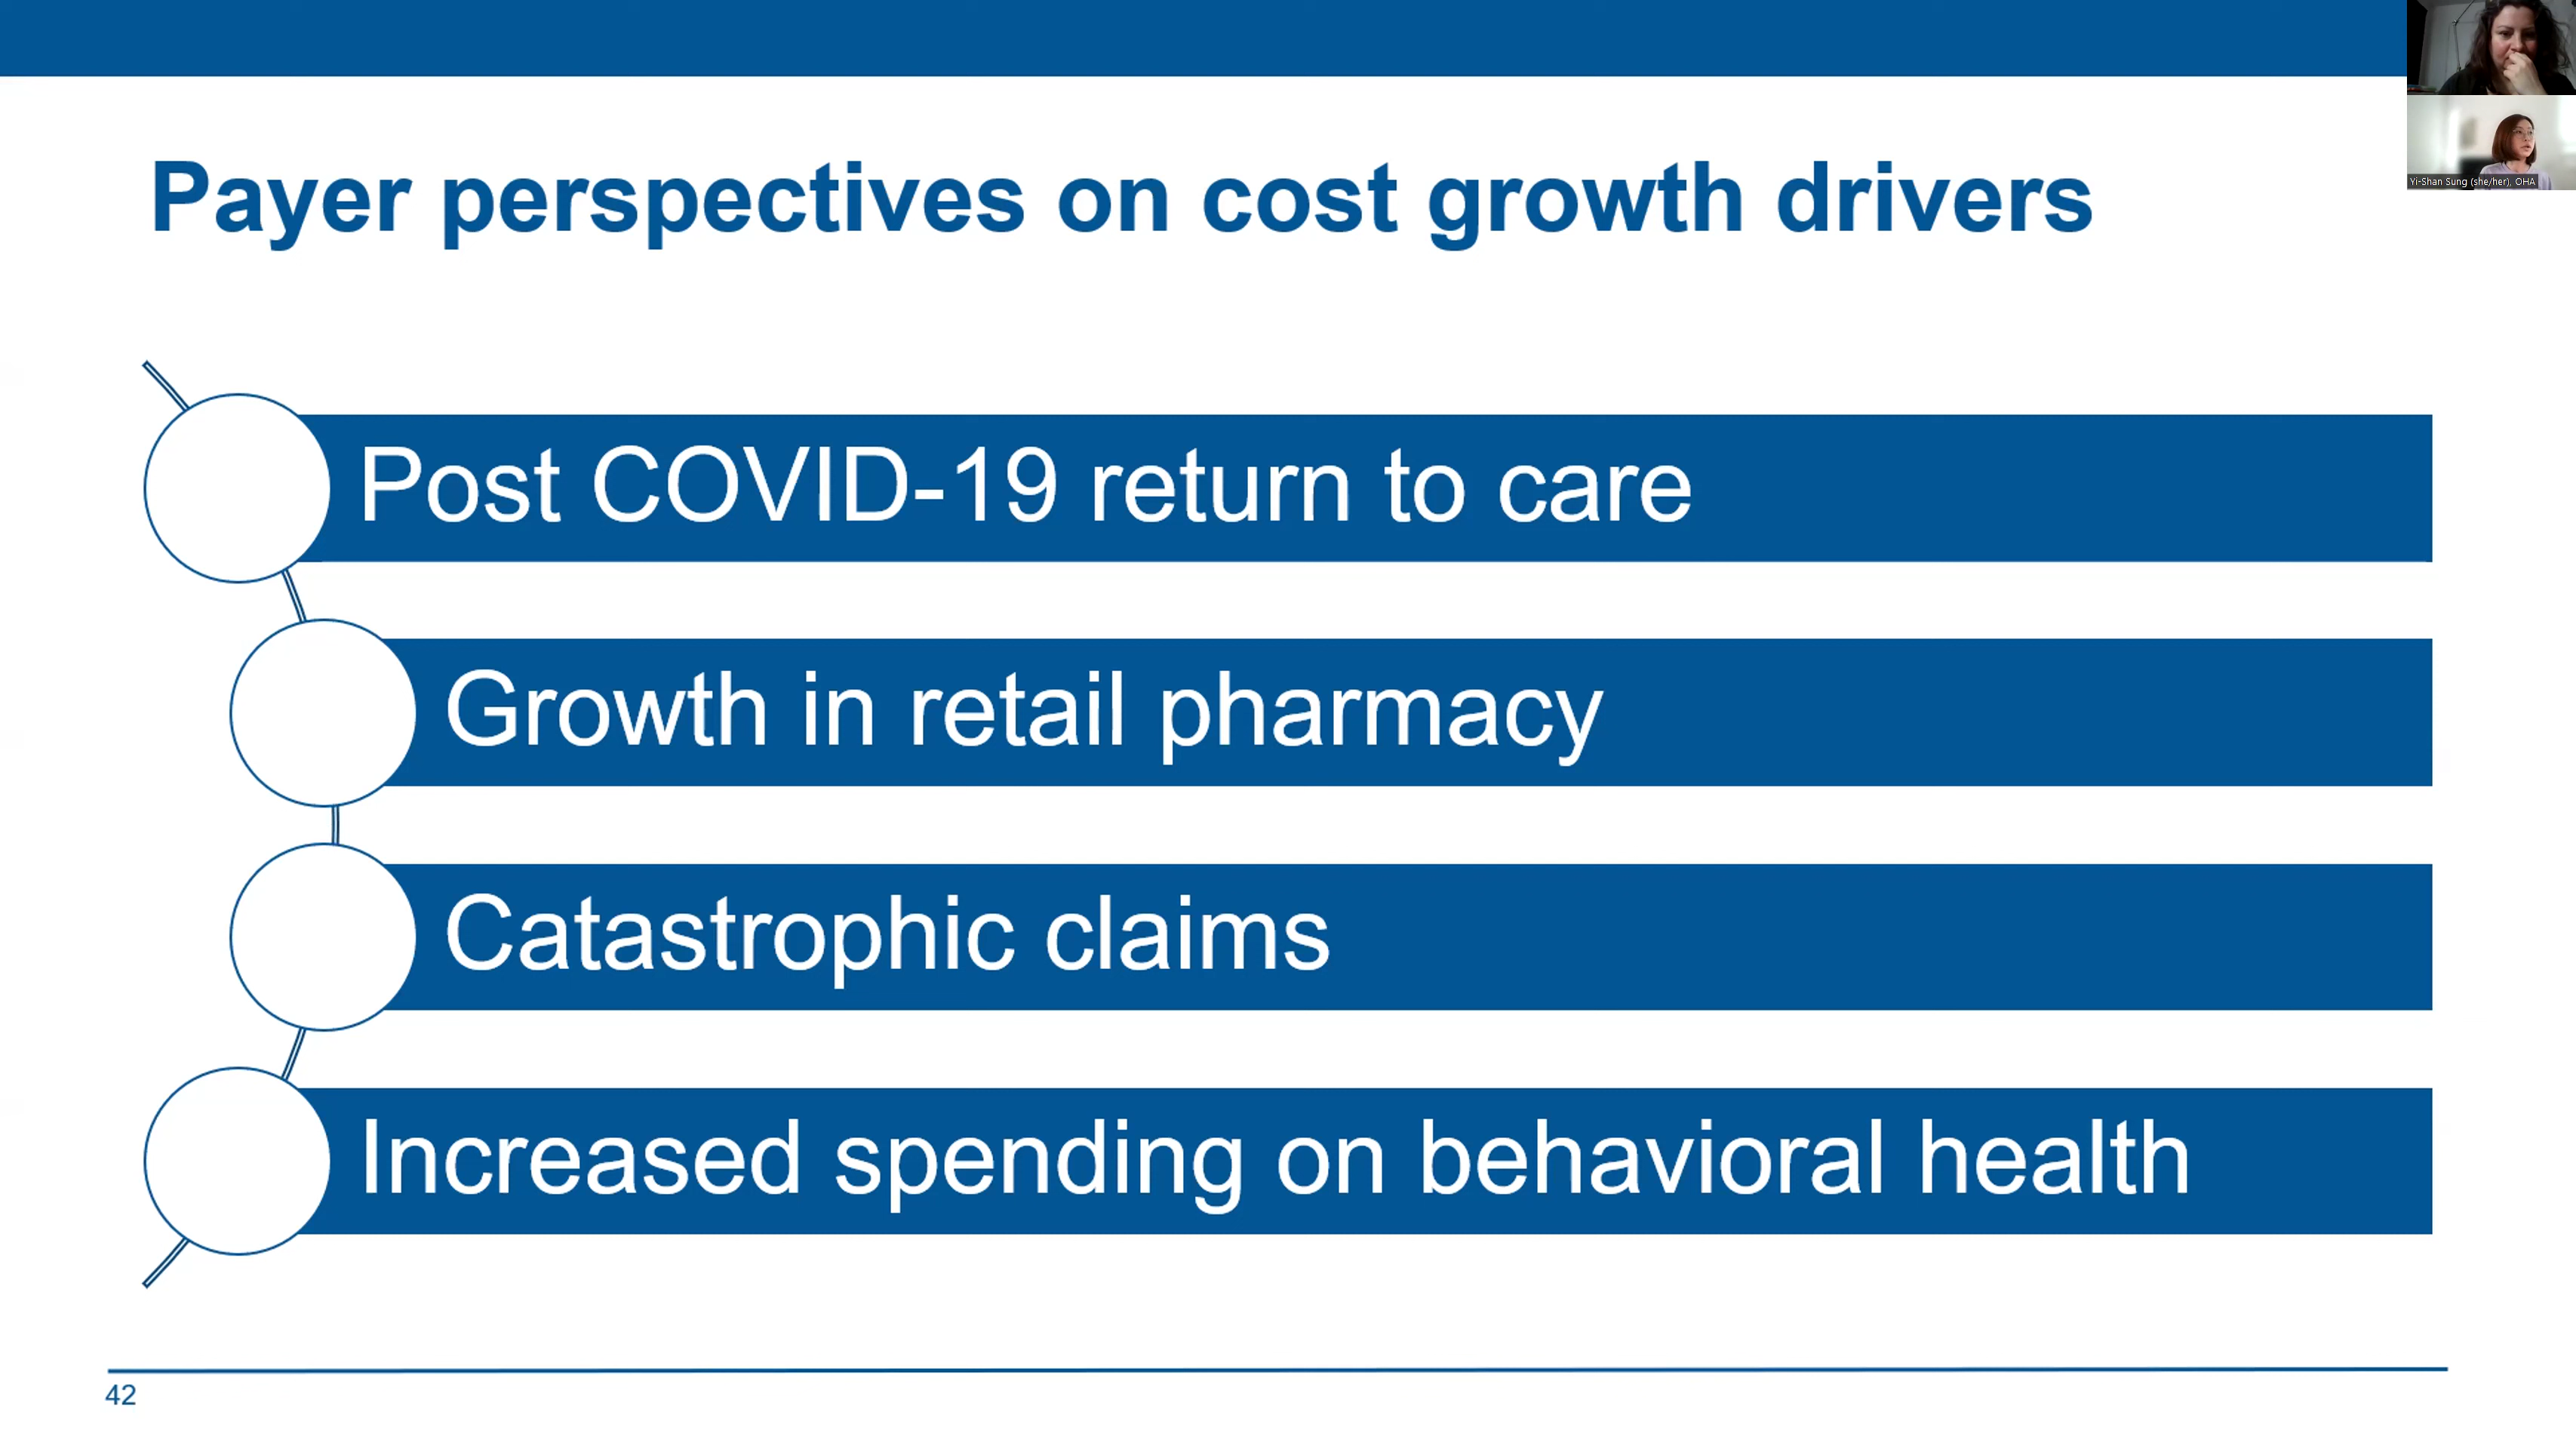 Payer perspectives on cost growth drivers
Post COVID-19 return to care
Growth in retail pharmacy
Catastrophic claims
Increased spending on behavioral health
42
Yi-Shan Sung (she/her), OHA